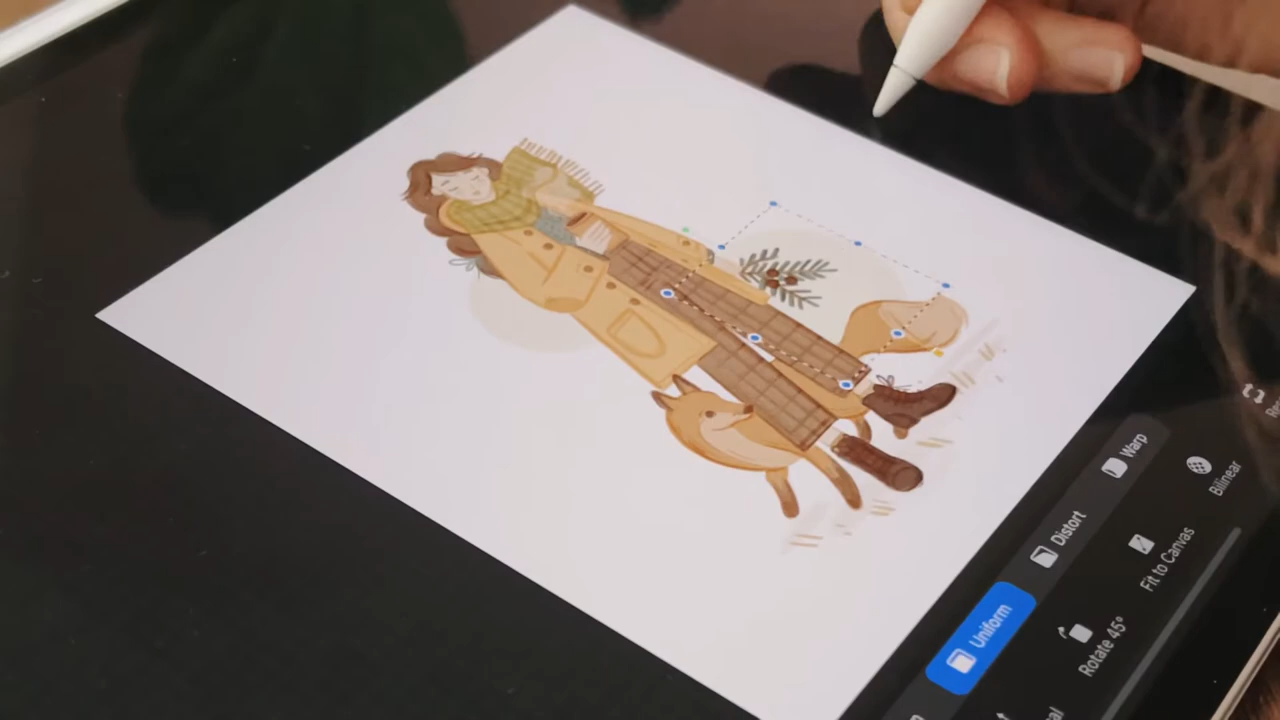 Uniform
Distort
Warp
Rotate 45°
Fit to Canvas
Bilinear